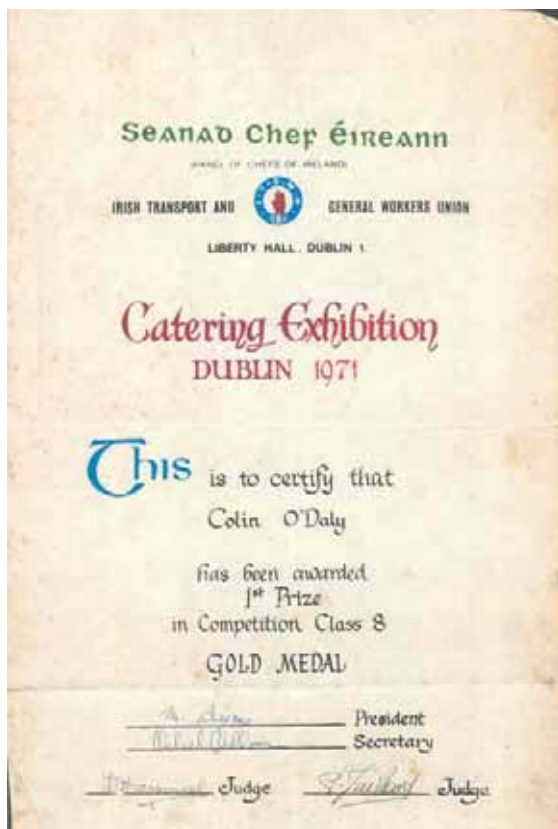 Seanad Chef Éireann
(PANEL OF CHEFS OF IRELAND)
IRISH TRANSPORT AND GENERAL WORKERS UNION
LIBERTY HALL, DUBLIN 1
Catering Exhibition
DUBLIN 1971
This is to certify that
Colin O'Daly
has been awarded
1st Prize
in Competition Class 8
GOLD MEDAL
President
Secretary
Judge Judge